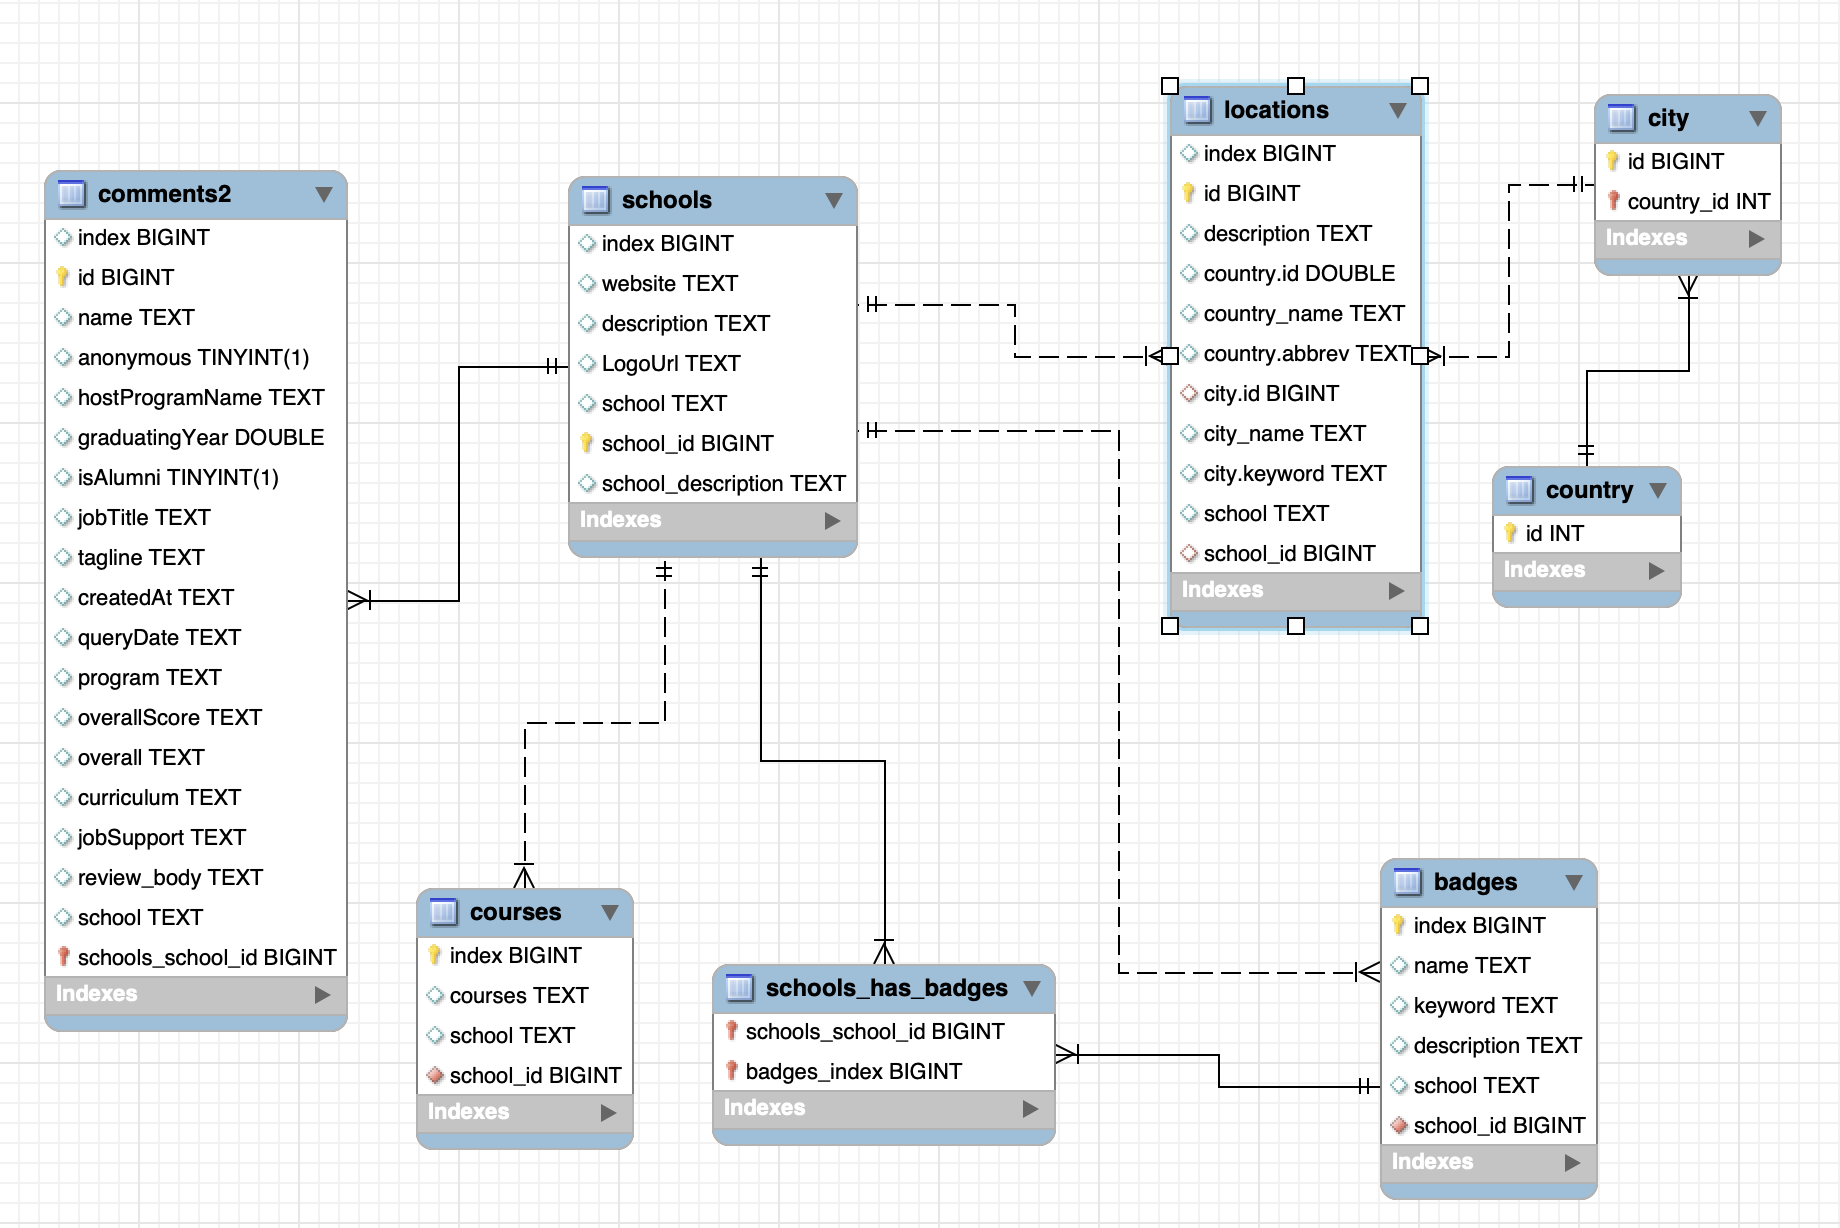 comments2
index BIGINT
id BIGINT
name TEXT
anonymous TINYINT(1)
hostProgramName TEXT
graduatingYear DOUBLE
isAlumni TINYINT(1)
jobTitle TEXT
tagline TEXT
createdAt TEXT
queryDate TEXT
program TEXT
overallScore TEXT
overall TEXT
curriculum TEXT
jobSupport TEXT
review_body TEXT
school TEXT
schools_school_id BIGINT
Indexes
schools
index BIGINT
website TEXT
description TEXT
LogoUrl TEXT
school TEXT
school_id BIGINT
school_description TEXT
Indexes
locations
index BIGINT
id BIGINT
description TEXT
country.id DOUBLE
country_name TEXT
country.abbrev TEXT
city.id BIGINT
city_name TEXT
city.keyword TEXT
school TEXT
school_id BIGINT
Indexes
city
id BIGINT
country_id INT
Indexes
country
id INT
Indexes
courses
index BIGINT
courses TEXT
school TEXT
school_id BIGINT
Indexes
schools_has_badges
schools_school_id BIGINT
badges_index BIGINT
Indexes
badges
index BIGINT
name TEXT
keyword TEXT
description TEXT
school TEXT
school_id BIGINT
Indexes